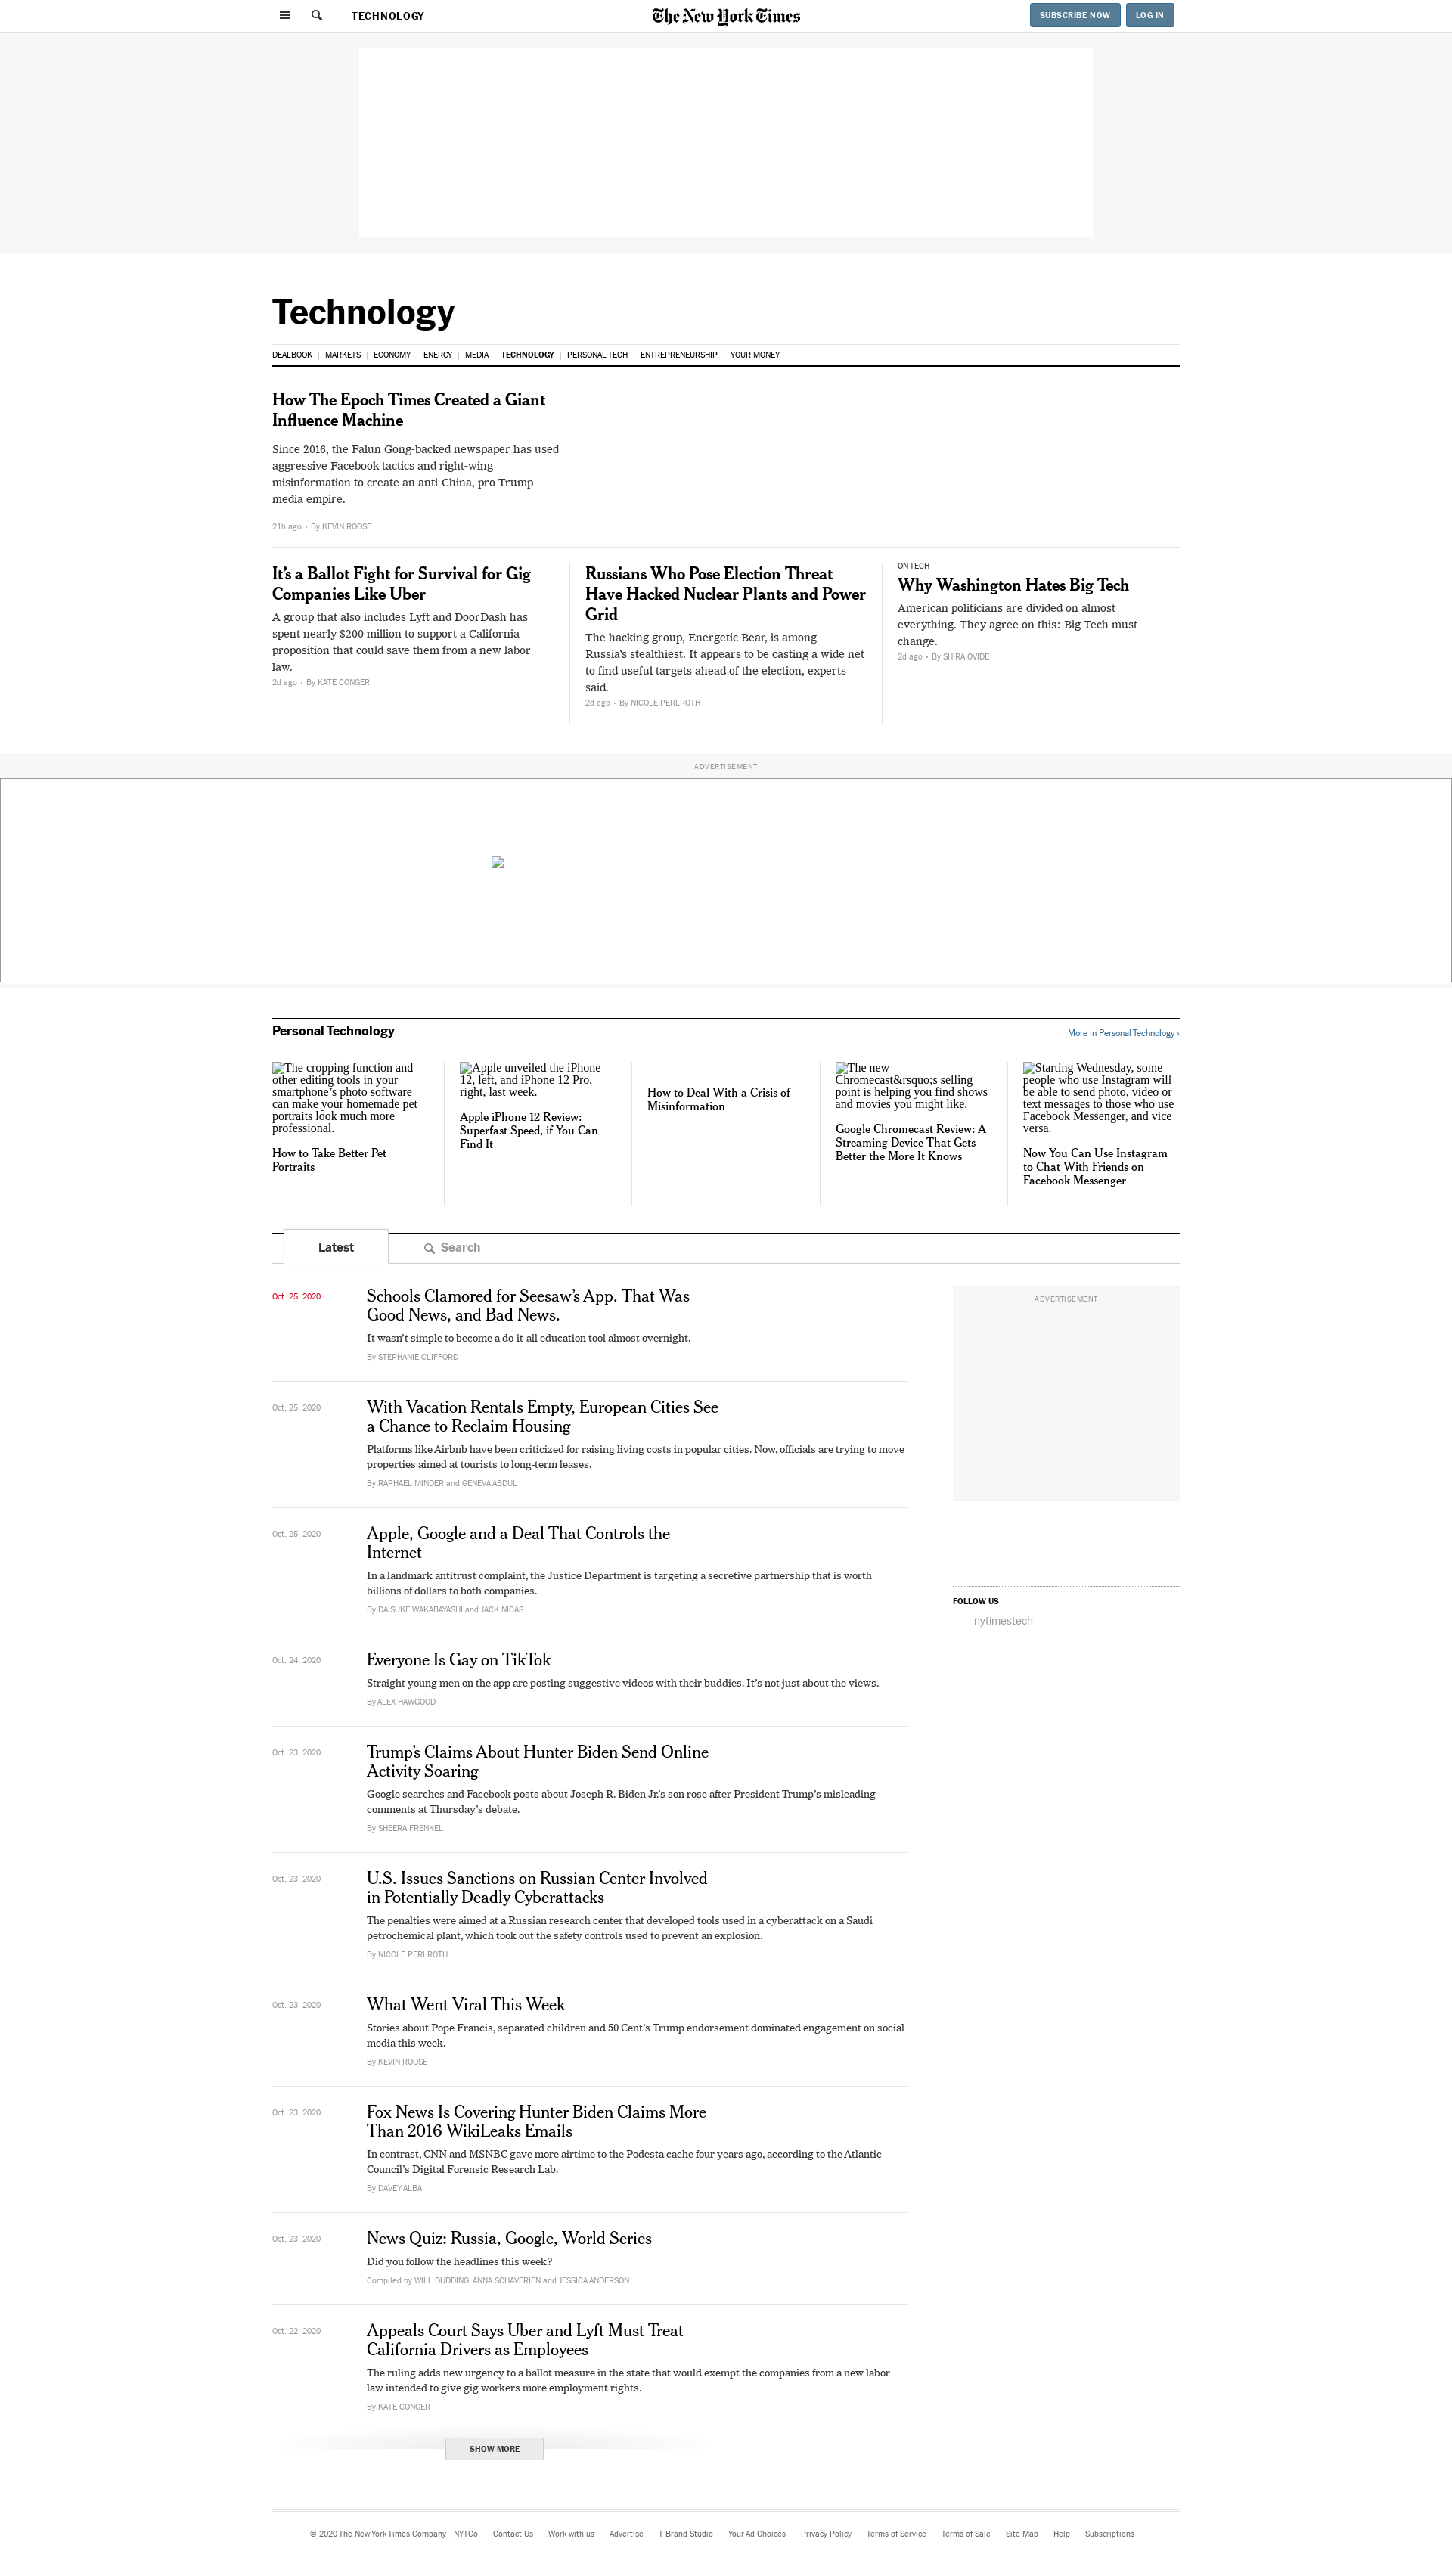 TECHNOLOGY
The New York Times
SUBSCRIBE NOW
LOG IN
Technology
DEALBOOK | MARKETS | ECONOMY | ENERGY | MEDIA | TECHNOLOGY | PERSONAL TECH | ENTREPRENEURSHIP | YOUR MONEY
How The Epoch Times Created a Giant
Influence Machine
Since 2016, the Falun Gong-backed newspaper has used
aggressive Facebook tactics and right-wing
misinformation to create an anti-China, pro-Trump
media empire.
21h ago • By KEVIN ROOSE
It’s a Ballot Fight for Survival for Gig
Companies Like Uber
A group that also includes Lyft and DoorDash has
spent nearly $200 million to support a California
proposition that could save them from a new labor
law.
2d ago • By KATE CONGER
Russians Who Pose Election Threat
Have Hacked Nuclear Plants and Power
Grid
The hacking group, Energetic Bear, is among
Russia’s stealthiest. It appears to be casting a wide net
to find useful targets ahead of the election, experts
said.
2d ago • By NICOLE PERLROTH
ON TECH
Why Washington Hates Big Tech
American politicians are divided on almost
everything. They agree on this: Big Tech must
change.
2d ago • By SHIRA OVIDE
ADVERTISEMENT
Personal Technology
More in Personal Technology ›
The cropping function and
other editing tools in your
smartphone’s photo software
can make your homemade pet
portraits look much more
professional.
How to Take Better Pet
Portraits
Apple unveiled the iPhone
12, left, and iPhone 12 Pro,
right, last week.
Apple iPhone 12 Review:
Superfast Speed, if You Can
Find It
How to Deal With a Crisis of
Misinformation
The new
Chromecast&rsquo;s selling
point is helping you find shows
and movies you might like.
Google Chromecast Review: A
Streaming Device That Gets
Better the More It Knows
Starting Wednesday, some
people who use Instagram will
be able to send photo, video or
text messages to those who use
Facebook Messenger, and vice
versa.
Now You Can Use Instagram
to Chat With Friends on
Facebook Messenger
Latest
Search
Oct. 25, 2020
Schools Clamored for Seesaw’s App. That Was
Good News, and Bad News.
It wasn’t simple to become a do-it-all education tool almost overnight.
By STEPHANIE CLIFFORD
Oct. 25, 2020
With Vacation Rentals Empty, European Cities See
a Chance to Reclaim Housing
Platforms like Airbnb have been criticized for raising living costs in popular cities. Now, officials are trying to move
properties aimed at tourists to long-term leases.
By RAPHAEL MINDER and GENEVA ABDUL
Oct. 25, 2020
Apple, Google and a Deal That Controls the
Internet
In a landmark antitrust complaint, the Justice Department is targeting a secretive partnership that is worth
billions of dollars to both companies.
By DAISUKE WAKABAYASHI and JACK NICAS
Oct. 24, 2020
Everyone Is Gay on TikTok
Straight young men on the app are posting suggestive videos with their buddies. It’s not just about the views.
By ALEX HAWGOOD
Oct. 23, 2020
Trump’s Claims About Hunter Biden Send Online
Activity Soaring
Google searches and Facebook posts about Joseph R. Biden Jr.’s son rose after President Trump’s misleading
comments at Thursday’s debate.
By SHEERA FRENKEL
Oct. 23, 2020
U.S. Issues Sanctions on Russian Center Involved
in Potentially Deadly Cyberattacks
The penalties were aimed at a Russian research center that developed tools used in a cyberattack on a Saudi
petrochemical plant, which took out the safety controls used to prevent an explosion.
By NICOLE PERLROTH
Oct. 23, 2020
What Went Viral This Week
Stories about Pope Francis, separated children and 50 Cent’s Trump endorsement dominated engagement on social
media this week.
By KEVIN ROOSE
Oct. 23, 2020
Fox News Is Covering Hunter Biden Claims More
Than 2016 WikiLeaks Emails
In contrast, CNN and MSNBC gave more airtime to the Podesta cache four years ago, according to the Atlantic
Council’s Digital Forensic Research Lab.
By DAVEY ALBA
Oct. 23, 2020
News Quiz: Russia, Google, World Series
Did you follow the headlines this week?
Compiled by WILL DUDDING, ANNA SCHAVERIEN and JESSICA ANDERSON
Oct. 22, 2020
Appeals Court Says Uber and Lyft Must Treat
California Drivers as Employees
The ruling adds new urgency to a ballot measure in the state that would exempt the companies from a new labor
law intended to give gig workers more employment rights.
By KATE CONGER
SHOW MORE
ADVERTISEMENT
FOLLOW US
nytimestech
© 2020 The New York Times Company NYTCo Contact Us Work with us Advertise T Brand Studio Your Ad Choices Privacy Policy Terms of Service Terms of Sale Site Map Help Subscriptions